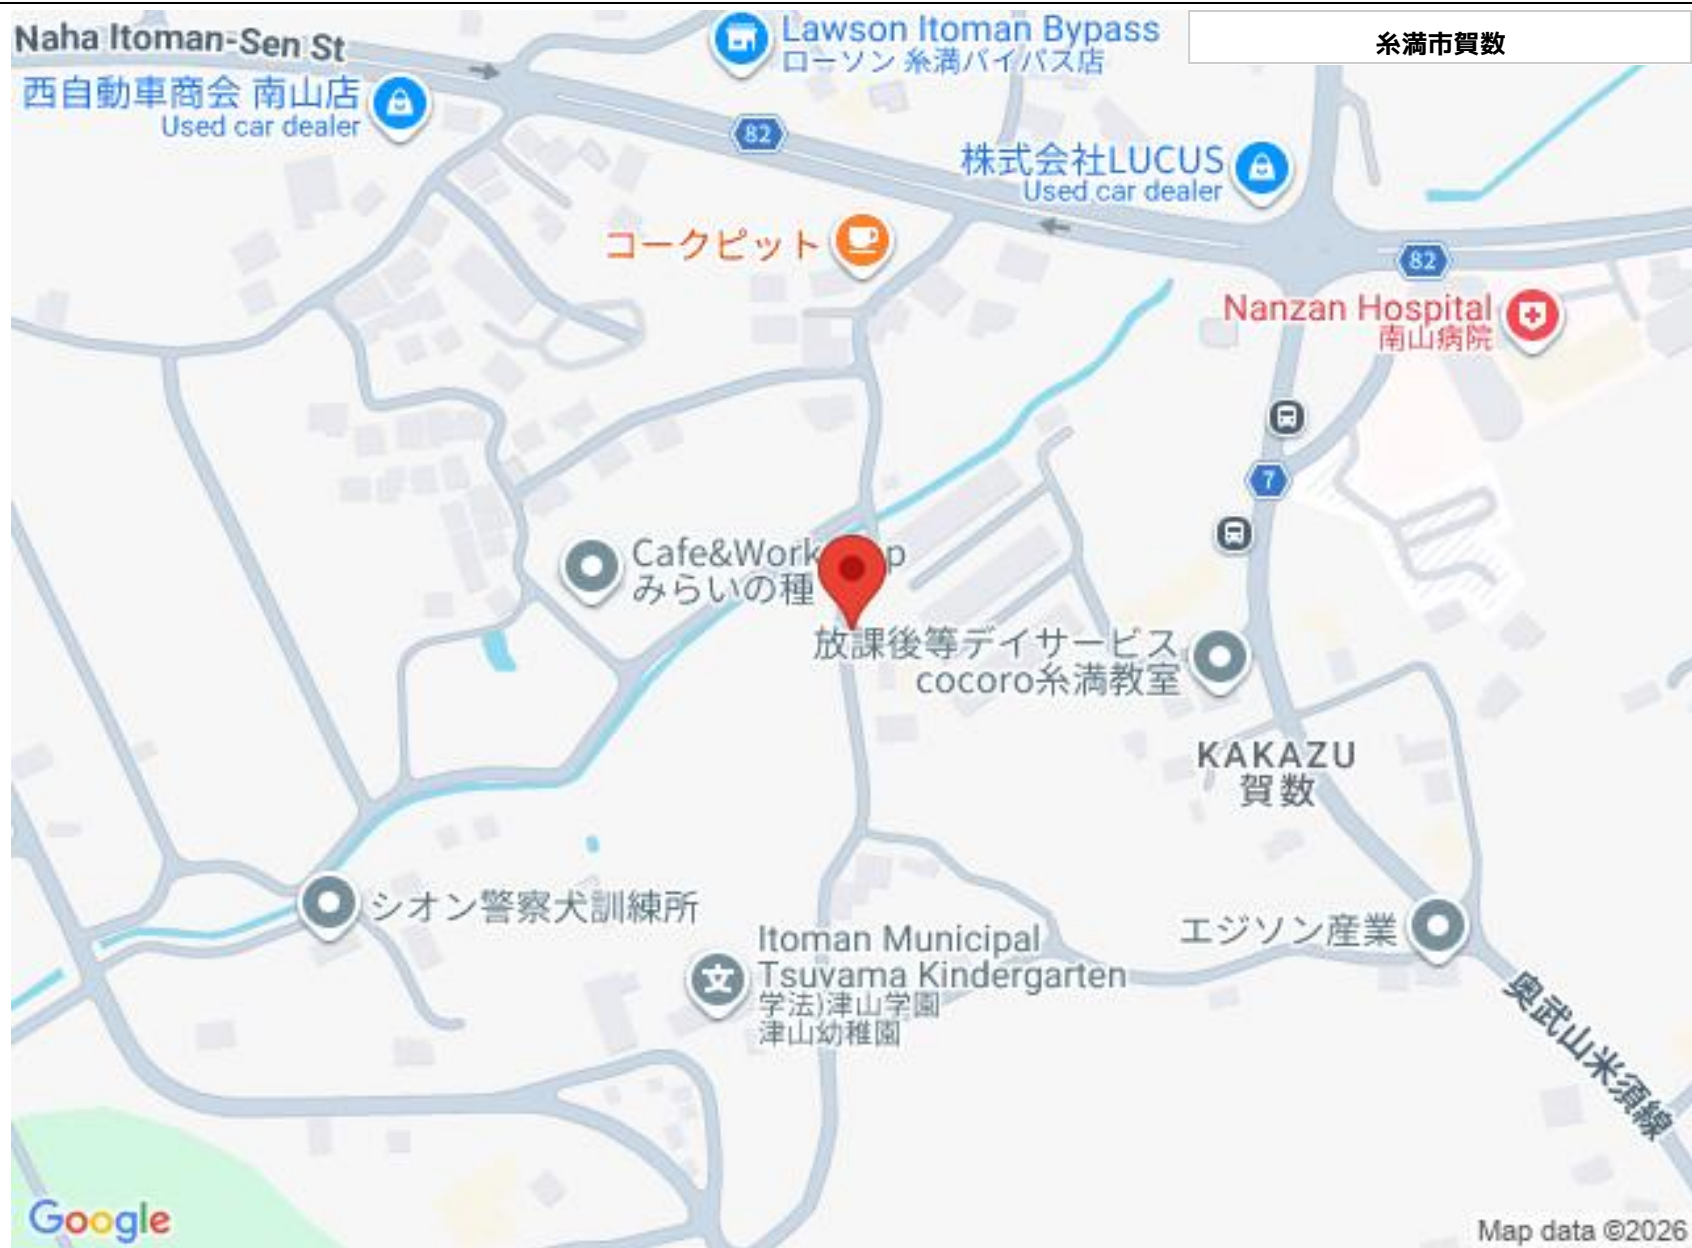 Naha Itoman-Sen St
Lawson Itoman Bypass
ローソン 糸満バイパス店
糸満市賀数
西自動車商会 南山店
Used car dealer
82
株式会社LUCUS
Used car dealer
コークピット
82
Nanzan Hospital
南山病院
7
Cafe&Work p
みらいの種
放課後等デイサービス
cocoro糸満教室
KAKAZU
賀数
シオン警察犬訓練所
エジソン産業
Itoman Municipal
Tsuyama Kindergarten
学法)津山学園
津山幼稚園
奥武山米須線
Google
Map data ©2026